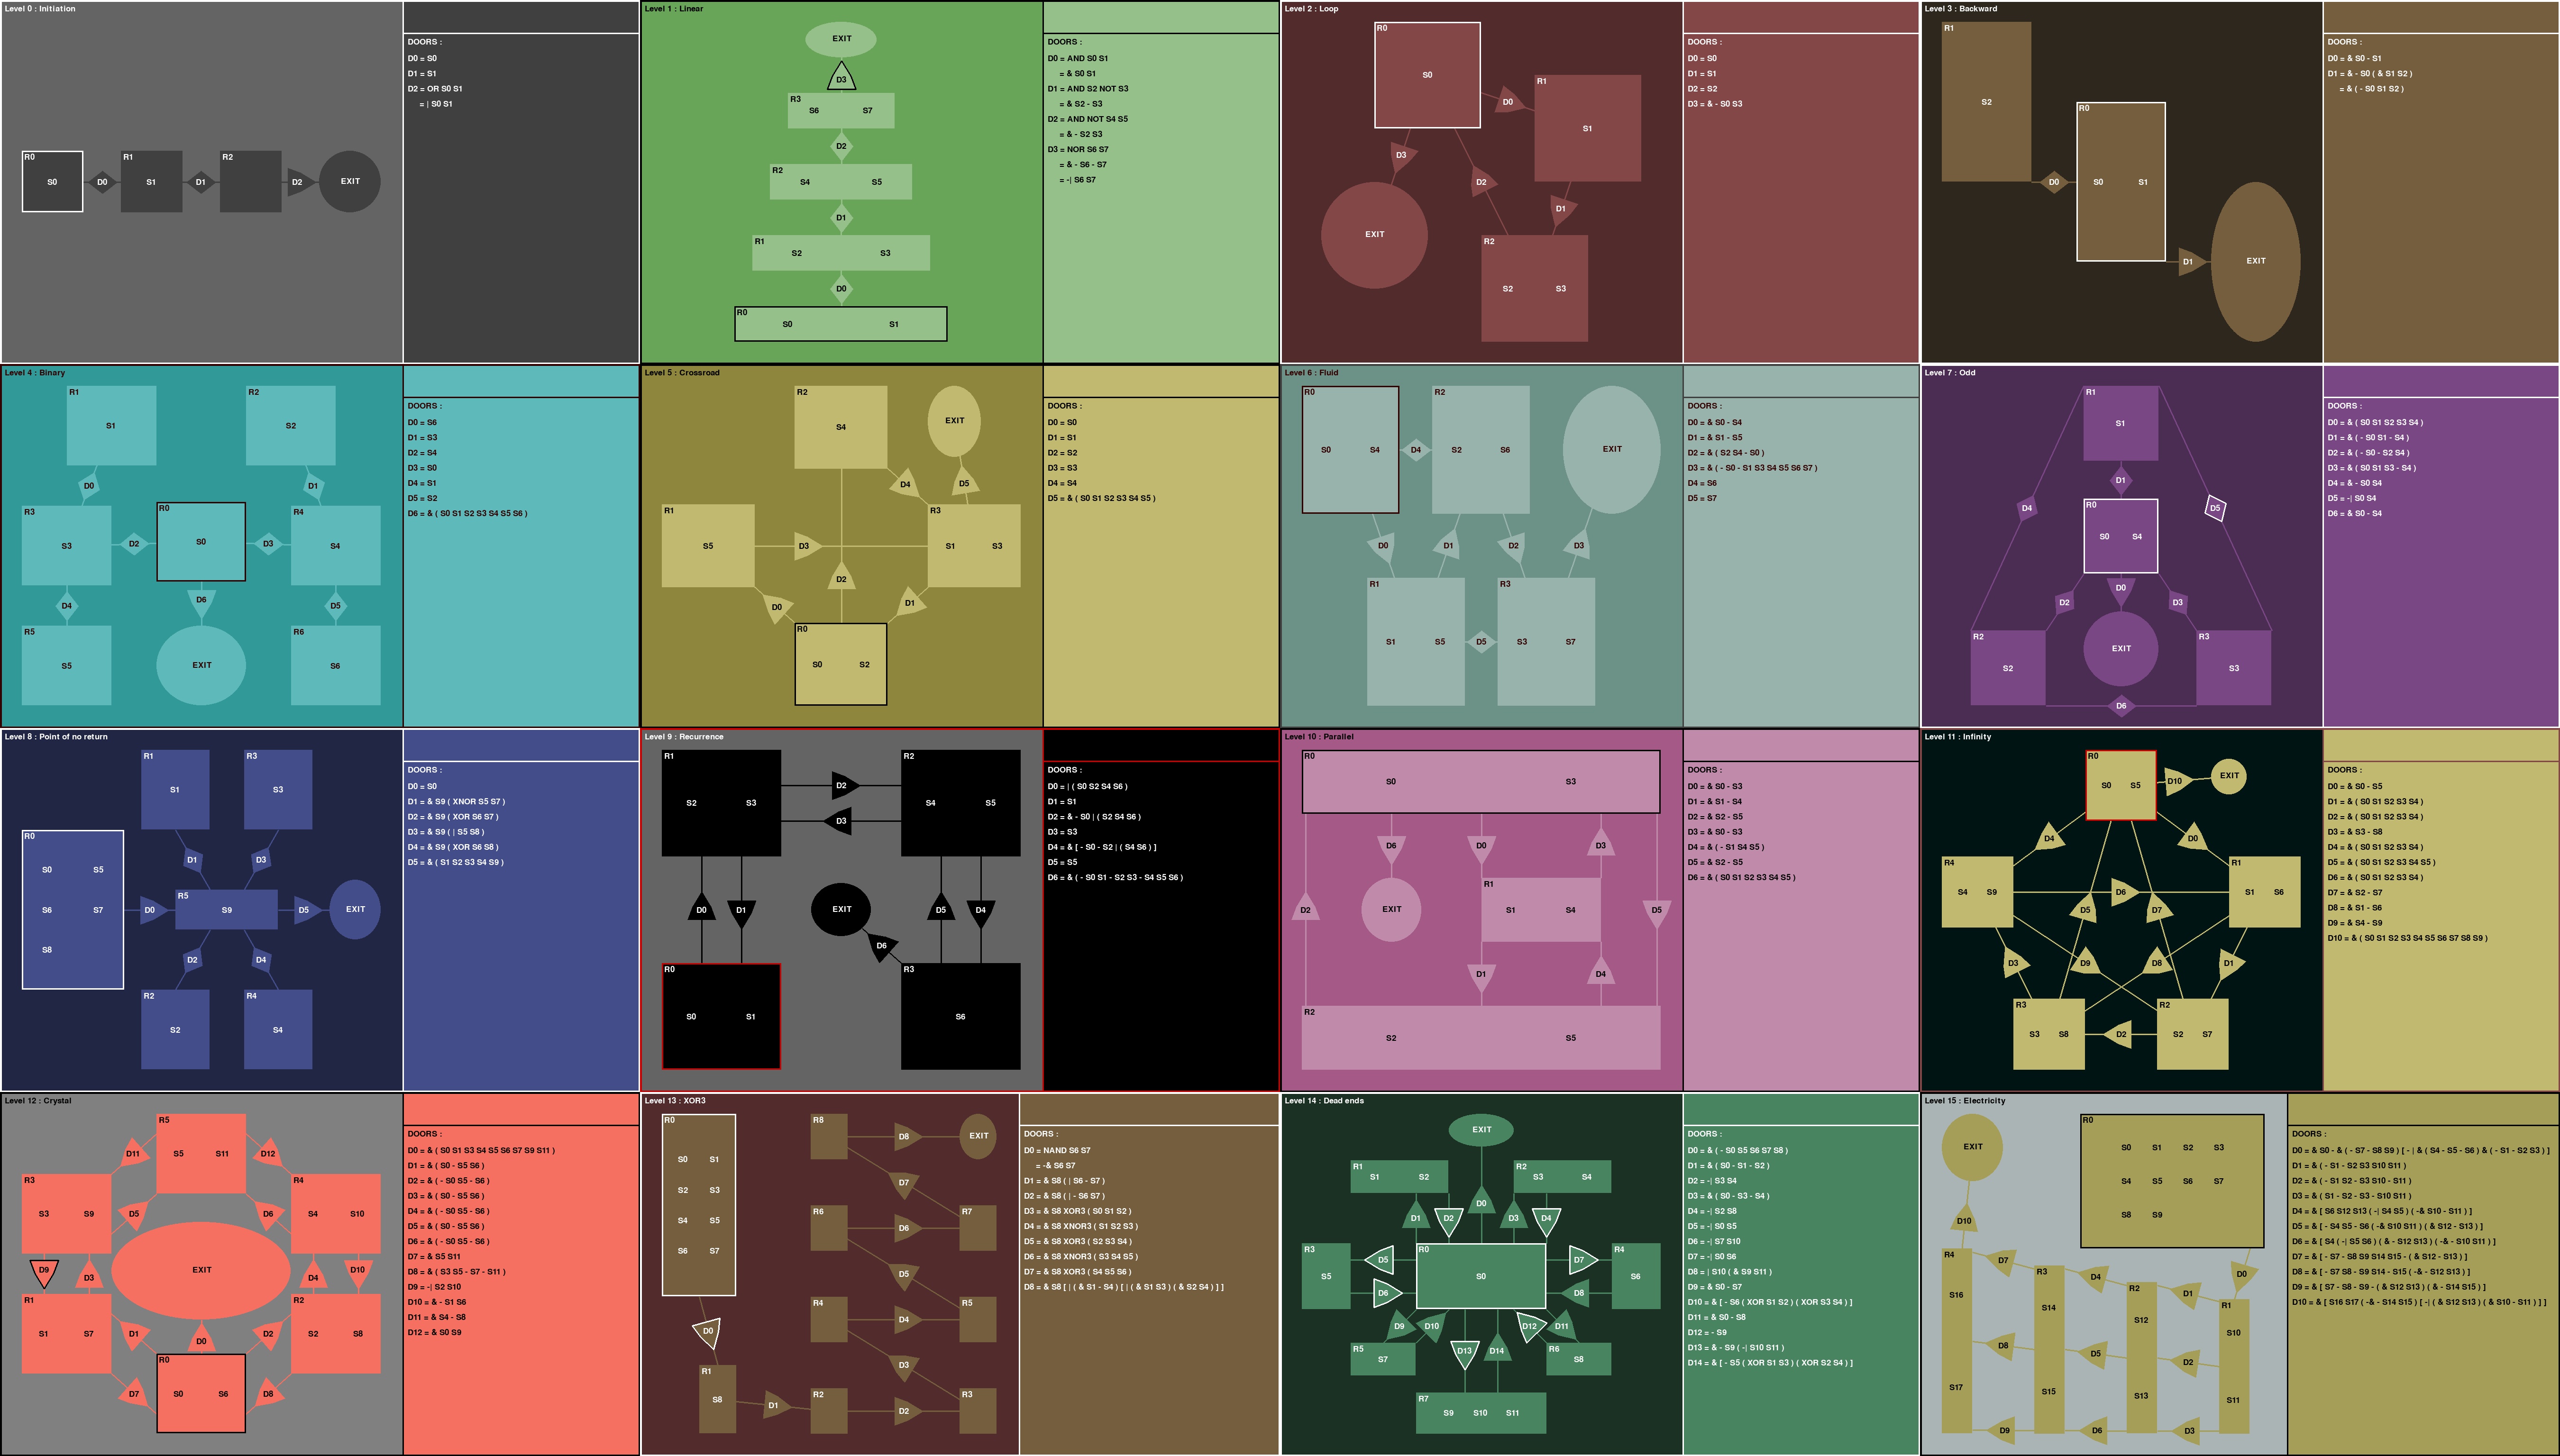 Level 0 : Initiation
DOORS :
D0 = S0
D1 = S1
D2 = OR S0 S1
= | S0 S1
R0
R1
R2
S0
D0
S1
D1
D2
EXIT
Level 1 : Linear
DOORS :
D0 = AND S0 S1
= & S0 S1
D1 = AND S2 NOT S3
= & S2 - S3
D2 = AND NOT S4 S5
= & - S2 S3
D3 = NOR S6 S7
= & - S6 - S7
= -| S6 S7
EXIT
D3
R3
S6 S7
D2
R2
S4 S5
D1
R1
S2 S3
D0
R0
S0 S1
Level 2 : Loop
DOORS :
D0 = S0
D1 = S1
D2 = S2
D3 = & - S0 S3
R0
S0
R1
D0
S1
D3
D2
D1
EXIT
R2
S2 S3
Level 3 : Backward
DOORS :
D0 = & S0 - S1
D1 = & - S0 ( & S1 S2 )
= & ( - S0 S1 S2 )
R1
S2
R0
D0
S0 S1
D1
EXIT
Level 4 : Binary
DOORS :
D0 = S6
D1 = S3
D2 = S4
D3 = S0
D4 = S1
D5 = S2
D6 = & ( S0 S1 S2 S3 S4 S5 S6 )
R1
R2
S1
S2
D0
D1
R3
R0
R4
S3
D2
S0
D3
S4
D4
D6
D5
R5
R6
S5
EXIT
S6
Level 5 : Crossroad
DOORS :
D0 = S0
D1 = S1
D2 = S2
D3 = S3
D4 = S4
D5 = & ( S0 S1 S2 S3 S4 S5 )
R2
S4
EXIT
D4
D5
R1
R3
S5
D3
S1 S3
D2
D0
D1
R0
S0 S2
Level 6 : Fluid
DOORS :
D0 = & S0 - S4
D1 = & S1 - S5
D2 = & ( S2 S4 - S0 )
D3 = & ( - S0 - S1 S3 S4 S5 S6 S7 )
D4 = S6
D5 = S7
R0
R2
S0 S4
D4
S2 S6
EXIT
D0
D1
D2
D3
R1
R3
S1 S5
D5
S3 S7
Level 7 : Odd
DOORS :
D0 = & ( S0 S1 S2 S3 S4 )
D1 = & ( - S0 S1 - S4 )
D2 = & ( - S0 - S2 S4 )
D3 = & ( S0 S1 S3 - S4 )
D4 = & - S0 S4
D5 = -| S0 S4
D6 = & S0 - S4
R1
S1
D1
D4
R0
D5
S0 S4
D0
D2
D3
R2
R3
EXIT
S2
S3
D6
Level 8 : Point of no return
DOORS :
D0 = S0
D1 = & S9 ( XNOR S5 S7 )
D2 = & S9 ( XOR S6 S7 )
D3 = & S9 ( | S5 S8 )
D4 = & S9 ( XOR S6 S8 )
D5 = & ( S1 S2 S3 S4 S9 )
R1
R3
S1
S3
R0
S0 S5
D1
D3
R5
S6 S7
D0
S9
D5
EXIT
S8
D2
D4
R2
R4
S2
S4
Level 9 : Recurrence
DOORS :
D0 = | ( S0 S2 S4 S6 )
D1 = S1
D2 = & - S0 | ( S2 S4 S6 )
D3 = S3
D4 = & [ - S0 - S2 | ( S4 S6 ) ]
D5 = S5
D6 = & ( - S0 S1 - S2 S3 - S4 S5 S6 )
R1
R2
D2
S2 S3
S4 S5
D3
D0
D1
EXIT
D5
D4
D6
R0
R3
S0 S1
S6
Level 10 : Parallel
DOORS :
D0 = & S0 - S3
D1 = & S1 - S4
D2 = & S2 - S5
D3 = & S0 - S3
D4 = & ( - S1 S4 S5 )
D5 = & S2 - S5
D6 = & ( S0 S1 S2 S3 S4 S5 )
R0
S0 S3
D6
D0
D3
R1
D2
EXIT
S1 S4
D5
D1
D4
R2
S2 S5
Level 11 : Infinity
DOORS :
D0 = & S0 - S5
D1 = & ( S0 S1 S2 S3 S4 )
D2 = & ( S0 S1 S2 S3 S4 )
D3 = & S3 - S8
D4 = & ( S0 S1 S2 S3 S4 )
D5 = & ( S0 S1 S2 S3 S4 S5 )
D6 = & ( S0 S1 S2 S3 S4 )
D7 = & S2 - S7
D8 = & S1 - S6
D9 = & S4 - S9
D10 = & ( S0 S1 S2 S3 S4 S5 S6 S7 S8 S9 )
R0
S0 S5
D10
EXIT
D4
D0
R4
R1
S4 S9
D6
S1 S6
D5
D7
D3
D9
D8
D1
R3
R2
S3 S8
D2
S2 S7
Level 12 : Crystal
DOORS :
D0 = & ( S0 S1 S3 S4 S5 S6 S7 S9 S11 )
D1 = & ( S0 - S5 S6 )
D2 = & ( - S0 S5 - S6 )
D3 = & ( S0 - S5 S6 )
D4 = & ( - S0 S5 - S6 )
D5 = & ( S0 - S5 S6 )
D6 = & ( - S0 S5 - S6 )
D7 = & S5 S11
D8 = & ( S3 S5 - S7 - S11 )
D9 = -| S2 S10
D10 = & - S1 S6
D11 = & S4 - S8
D12 = & S0 S9
R5
D11
S5 S11
D12
R3
R4
S3 S9
D5
D6
S4 S10
D9
D3
EXIT
D4
D10
R1
R2
S1 S7
D1
D0
D2
S2 S8
R0
D7
S0 S6
D8
Level 13 : XOR3
DOORS :
D0 = NAND S6 S7
= -& S6 S7
D1 = & S8 ( | S6 - S7 )
D2 = & S8 ( | - S6 S7 )
D3 = & S8 XOR3 ( S0 S1 S2 )
D4 = & S8 XNOR3 ( S1 S2 S3 )
D5 = & S8 XOR3 ( S2 S3 S4 )
D6 = & S8 XNOR3 ( S3 S4 S5 )
D7 = & S8 XOR3 ( S4 S5 S6 )
D8 = & S8 [ | ( & S1 - S4 ) [ | ( & S1 S3 ) ( & S2 S4 ) ] ]
R0
R8
D8
EXIT
S0 S1
D7
S2 S3
R6
R7
S4 S5
D6
S6 S7
D5
R4
R5
D0
D4
D3
R1
S8
R2
R3
D1
D2
Level 14 : Dead ends
DOORS :
D0 = & ( - S0 S5 S6 S7 S8 )
D1 = & ( S0 - S1 - S2 )
D2 = -| S3 S4
D3 = & ( S0 - S3 - S4 )
D4 = -| S2 S8
D5 = -| S0 S5
D6 = -| S7 S10
D7 = -| S0 S6
D8 = | S10 ( & S9 S11 )
D9 = & S0 - S7
D10 = & [ - S6 ( XOR S1 S2 ) ( XOR S3 S4 ) ]
D11 = & S0 - S8
D12 = - S9
D13 = & - S9 ( -| S10 S11 )
D14 = & [ - S5 ( XOR S1 S3 ) ( XOR S2 S4 ) ]
EXIT
R1
R2
S1 S2
S3 S4
D0
D1
D2
D3
D4
R3
R0
R4
D5
D7
S5
S0
S6
D6
D8
D9
D10
D12
D11
R5
D13
D14
R6
S7
S8
R7
S9 S10 S11
Level 15 : Electricity
DOORS :
D0 = & S0 - & ( - S7 - S8 S9 ) [ - | & ( S4 - S5 - S6 ) & ( - S1 - S2 S3 ) ]
D1 = & ( - S1 - S2 S3 S10 S11 )
D2 = & ( - S1 S2 - S3 S10 - S11 )
D3 = & ( S1 - S2 - S3 - S10 S11 )
D4 = & [ S6 S12 S13 ( -| S4 S5 ) ( -& S10 - S11 ) ]
D5 = & [ - S4 S5 - S6 ( -& S10 S11 ) ( & S12 - S13 ) ]
D6 = & [ S4 ( -| S5 S6 ) ( & - S12 S13 ) ( -& - S10 S11 ) ]
D7 = & [ - S7 - S8 S9 S14 S15 - ( & S12 - S13 ) ]
D8 = & [ - S7 S8 - S9 S14 - S15 ( -& - S12 S13 ) ]
D9 = & [ S7 - S8 - S9 - ( & S12 S13 ) ( & - S14 S15 ) ]
D10 = & [ S16 S17 ( -& - S14 S15 ) [ -| ( & S12 S13 ) ( & S10 - S11 ) ] ]
R0
EXIT
S0 S1 S2 S3
S4 S5 S6 S7
S8 S9
D10
R4
D7
R3
D4
R2
D1
D0
R1
S16
S14
S12
S10
D8
D5
D2
S17
S15
S13
S11
D9
D6
D3